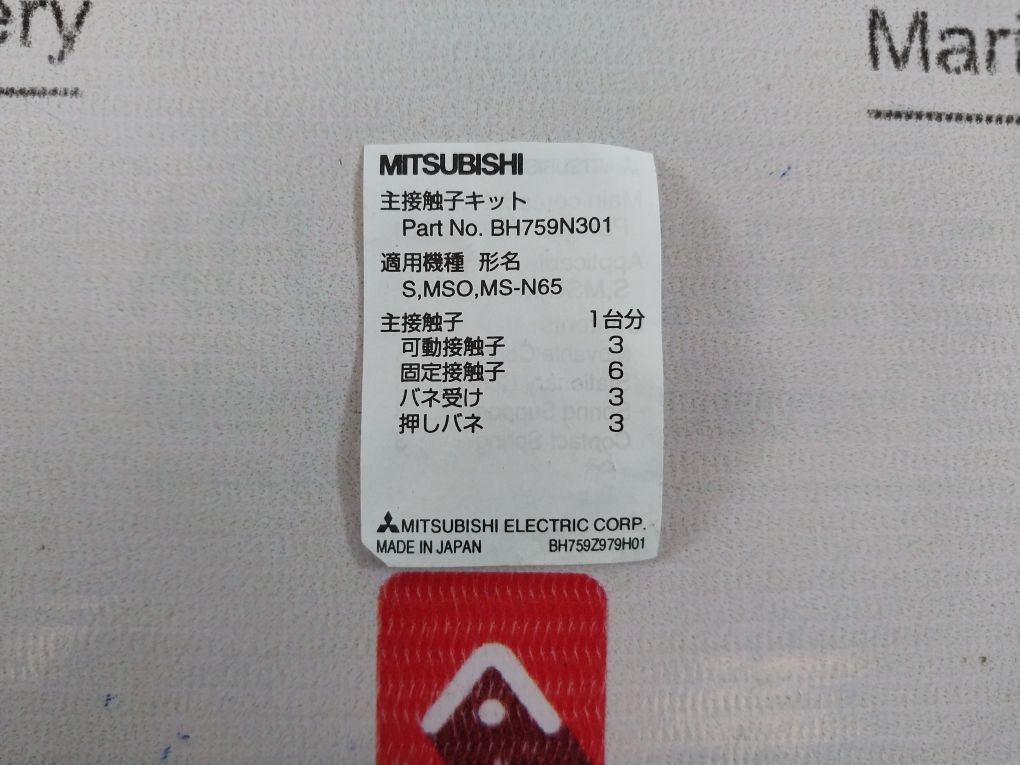 ery
Mari
MITSUBISHI
主接触子キット
Part No. BH759N301
適用機種 形名
S,MSO,MS-N65
主接触子 1台分
可動接触子 3
固定接触子 6
バネ受け 3
押しバネ 3
MITSUBISHI ELECTRIC CORP.
MADE IN JAPAN BH759Z979H01